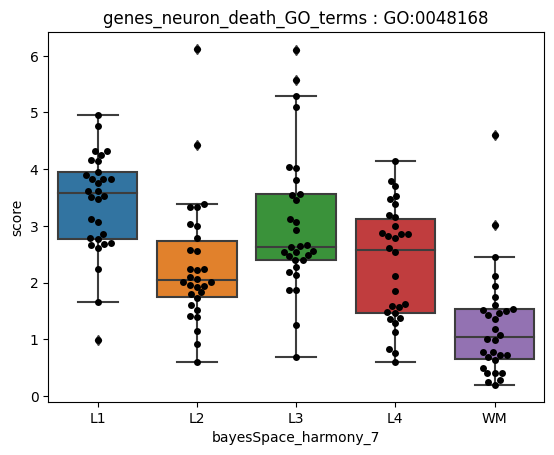 genes_neuron_death_GO_terms : GO:0048168
6
5
4
3
2
1
0
score
L1 L2 L3 L4 WM
bayesSpace_harmony_7